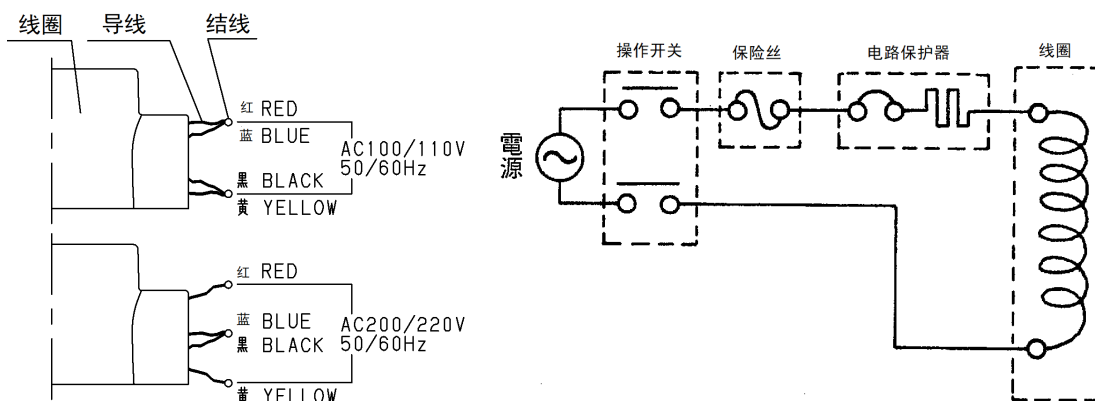 线圈 导线 结线
红 RED
蓝 BLUE
AC100/110V
50/60Hz
黑 BLACK
黄 YELLOW
红 RED
蓝 BLUE
AC200/220V
黑 BLACK
50/60Hz
黄 YELLOW
操作开关 保险丝 电路保护器 线圈
電源